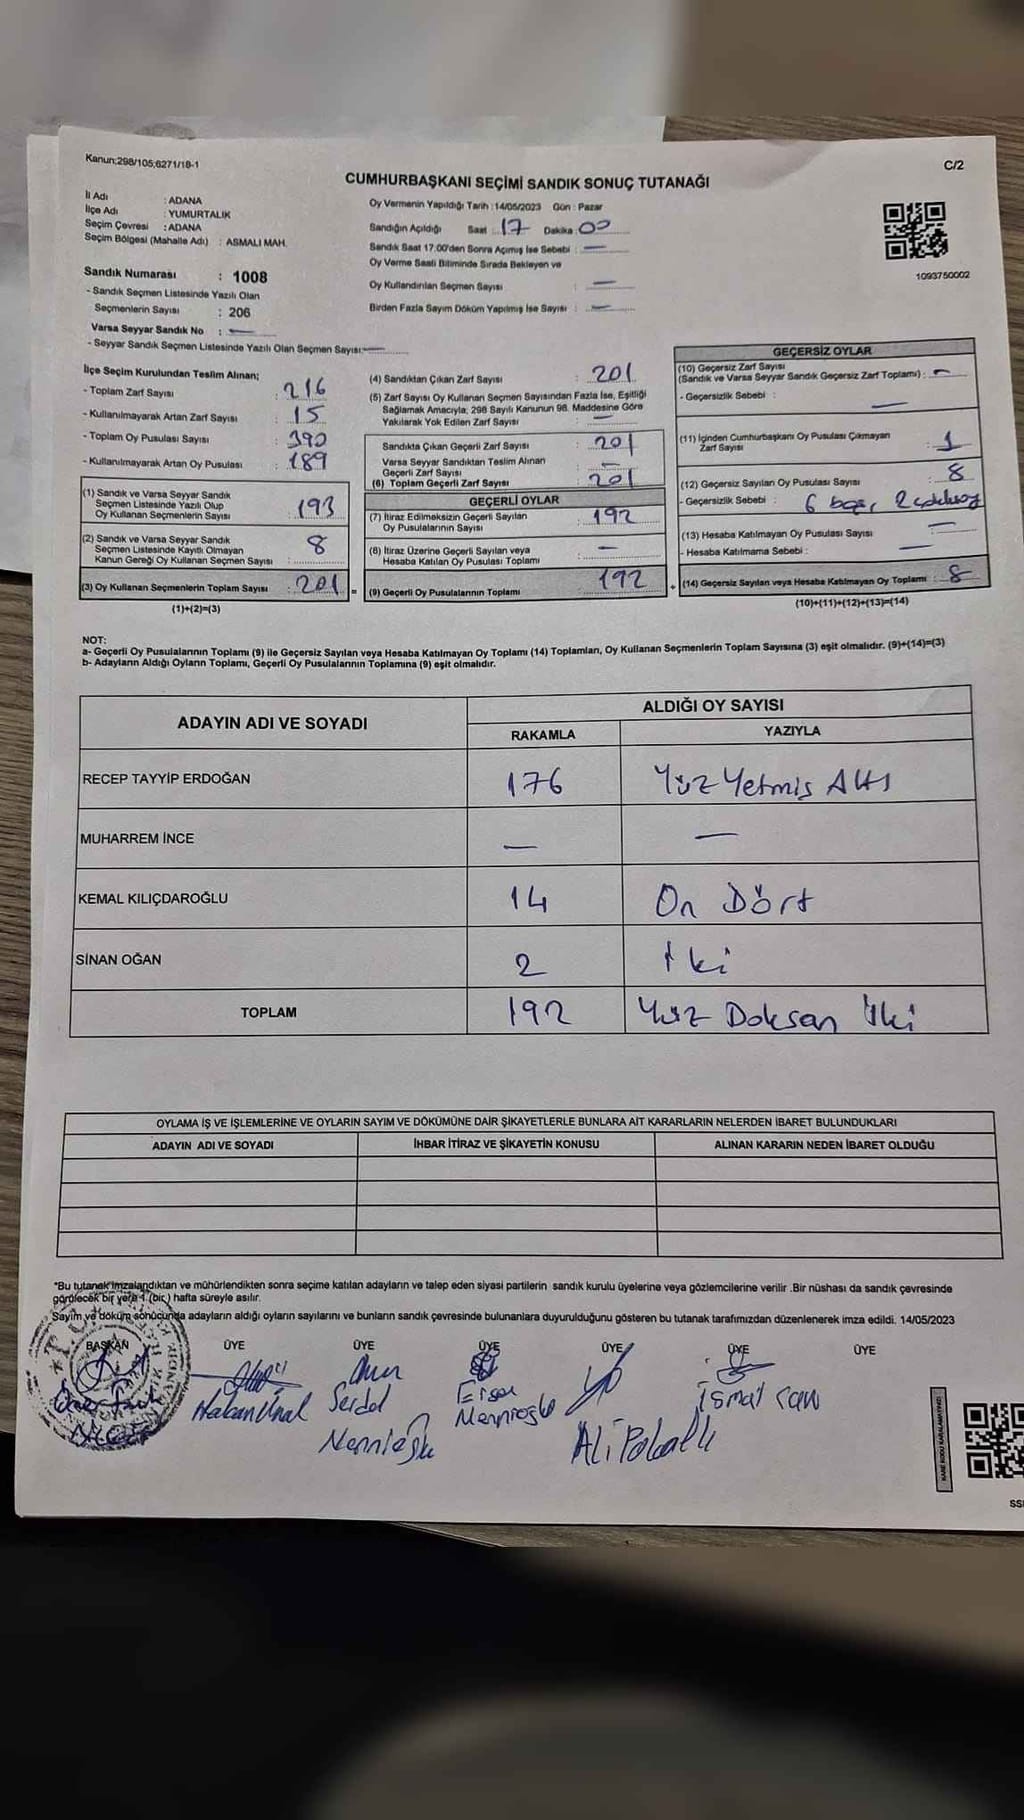 Kanun;298/105;6271/18-1
C/2
CUMHURBAŞKANI SEÇİMİ SANDIK SONUÇ TUTANAĞI
İl Adı : ADANA
İlçe Adı : YUMURTALIK
Seçim Çevresi : ADANA
Seçim Bölgesi (Mahalle Adı) : ASMALI MAH.
Oy Vermenin Yapıldığı Tarih : 14/05/2023 Gün : Pazar
Sandığın Açıldığı Saat : 17 Dakika : 00
Sandık Saat 17.00'den Sonra Açımış İse Sebebi : —
Oy Verme Saati Bitiminde Sırada Bekleyen ve
Oy Kullandırılan Seçmen Sayısı : —
Birden Fazla Sayım Döküm Yapılmış İse Sayısı : —
1093750002
Sandık Numarası : 1008
- Sandık Seçmen Listesinde Yazılı Olan
Seçmenlerin Sayısı : 206
Varsa Seyyar Sandık No : —
- Seyyar Sandık Seçmen Listesinde Yazılı Olan Seçmen Sayısı: —
İlçe Seçim Kurulundan Teslim Alınan;
- Toplam Zarf Sayısı : 216
- Kullanılmayarak Artan Zarf Sayısı : 15
- Toplam Oy Pusulası Sayısı : 390
- Kullanılmayarak Artan Oy Pusulası : 189
(1) Sandık ve Varsa Seyyar Sandık
Seçmen Listesinde Yazılı Olup
Oy Kullanan Seçmenlerin Sayısı : 193
(2) Sandık ve Varsa Seyyar Sandık
Seçmen Listesinde Kayıtlı Olmayan
Kanun Gereği Oy Kullanan Seçmen Sayısı : 8
(3) Oy Kullanan Seçmenlerin Toplam Sayısı : 201
(1)+(2)=(3)
(4) Sandıktan Çıkan Zarf Sayısı : 201
(5) Zarf Sayısı Oy Kullanan Seçmen Sayısından Fazla İse, Eşitliği
Sağlamak Amacıyla, 298 Sayılı Kanunun 98. Maddesine Göre
Yakılarak Yok Edilen Zarf Sayısı : —
Sandıkta Çıkan Geçerli Zarf Sayısı : 201
Varsa Seyyar Sandıktan Teslim Alınan
Geçerli Zarf Sayısı : —
(6) Toplam Geçerli Zarf Sayısı : 201
GEÇERLİ OYLAR
(7) İtiraz Edilmeksizin Geçerli Sayılan
Oy Pusulalarının Sayısı : 192
(8) İtiraz Üzerine Geçerli Sayılan veya
Hesaba Katılan Oy Pusulası Toplamı : —
(9) Geçerli Oy Pusulalarının Toplamı : 192
GEÇERSİZ OYLAR
(10) Geçersiz Zarf Sayısı
(Sandık ve Varsa Seyyar Sandık Geçersiz Zarf Toplamı) : —
- Geçersizlik Sebebi : —
(11) İçinden Cumhurbaşkanı Oy Pusulası Çıkmayan
Zarf Sayısı : 1
(12) Geçersiz Sayılan Oy Pusulası Sayısı : 8
- Geçersizlik Sebebi : 6 boş, 2
(13) Hesaba Katılmayan Oy Pusulası Sayısı : —
- Hesaba Katılmama Sebebi : —
(14) Geçersiz Sayılan veya Hesaba Katılmayan Oy Toplamı : 8
(10)+(11)+(12)+(13)=(14)
NOT:
a- Geçerli Oy Pusulalarının Toplamı (9) ile Geçersiz Sayılan veya Hesaba Katılmayan Oy Toplamı (14) Toplamları, Oy Kullanan Seçmenlerin Toplam Sayısına (3) eşit olmalıdır. (9)+(14)=(3)
b- Adayların Aldığı Oyların Toplamı, Geçerli Oy Pusulalarının Toplamına (9) eşit olmalıdır.
ADAYIN ADI VE SOYADI
ALDIĞI OY SAYISI
RAKAMLA YAZIYLA
RECEP TAYYİP ERDOĞAN 176 Yüz Yetmiş Altı
MUHARREM İNCE — —
KEMAL KILIÇDAROĞLU 14 On Dört
SİNAN OĞAN 2 İki
TOPLAM 192 Yüz Doksan İki
OYLAMA İŞ VE İŞLEMLERİNE VE OYLARIN SAYIM VE DÖKÜMÜNE DAİR ŞİKAYETLERLE BUNLARA AİT KARARLARIN NELERDEN İBARET BULUNDUKLARI
ADAYIN ADI VE SOYADI İHBAR İTİRAZ VE ŞİKAYETİN KONUSU ALINAN KARARIN NEDEN İBARET OLDUĞU
*Bu tutanak imzalandıktan ve mühürlendikten sonra seçime katılan adayların ve talep eden siyasi partilerin sandık kurulu üyelerine veya gözlemcilerine verilir .Bir nüshası da sandık çevresinde
görülecek bir yere 1 (bir) hafta süreyle asılır.
Sayım ve döküm sonucunda adayların aldığı oyların sayılarını ve bunların sandık çevresinde bulunanlara duyurulduğunu gösteren bu tutanak tarafımızdan düzenlenerek imza edildi. 14/05/2023
BAŞKAN ÜYE ÜYE ÜYE ÜYE ÜYE ÜYE
Hakan Ünal
Serdal
İsmail
Ali
KARE KODU KARALAMAYINIZ!